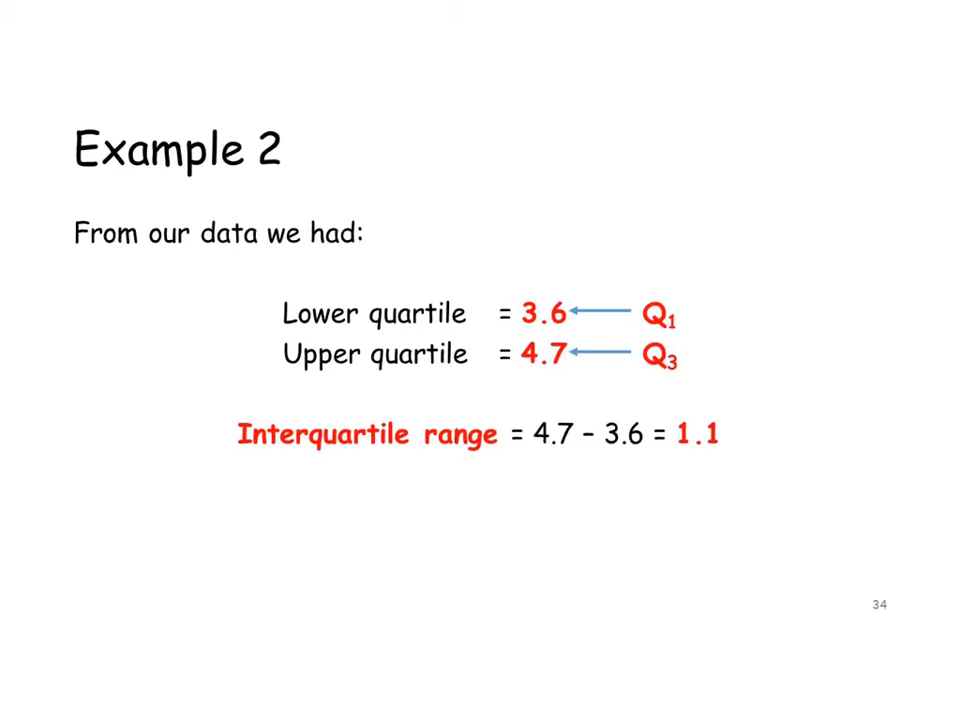 Example 2
From our data we had:
Lower quartile = 3.6 Q₁
Upper quartile = 4.7 Q₃
Interquartile range = 4.7 – 3.6 = 1.1
34